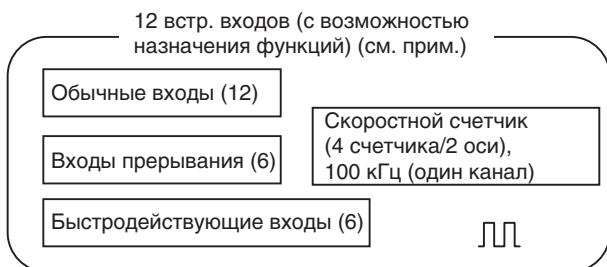 12 встр. входов (с возможностью
назначения функций) (см. прим.)
Обычные входы (12)
Скоростной счетчик
(4 счетчика/2 оси),
100 кГц (один канал)
Входы прерывания (6)
Быстродействующие входы (6)